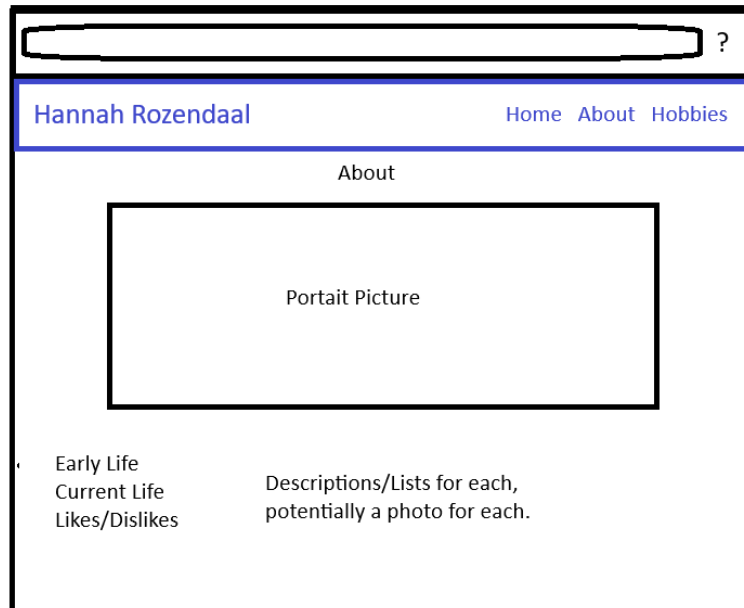 ?
Hannah Rozendaal Home About Hobbies
About
Portait Picture
Early Life
Current Life
Likes/Dislikes
Descriptions/Lists for each,
potentially a photo for each.